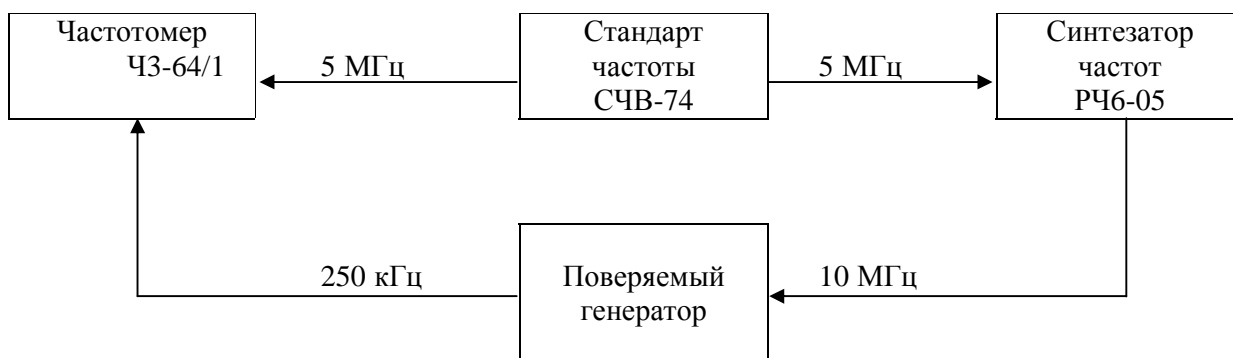 Частотомер
Ч3-64/1
5 МГц
Стандарт
частоты
СЧВ-74
5 МГц
Синтезатор
частот
РЧ6-05
250 кГц
Поверяемый
генератор
10 МГц